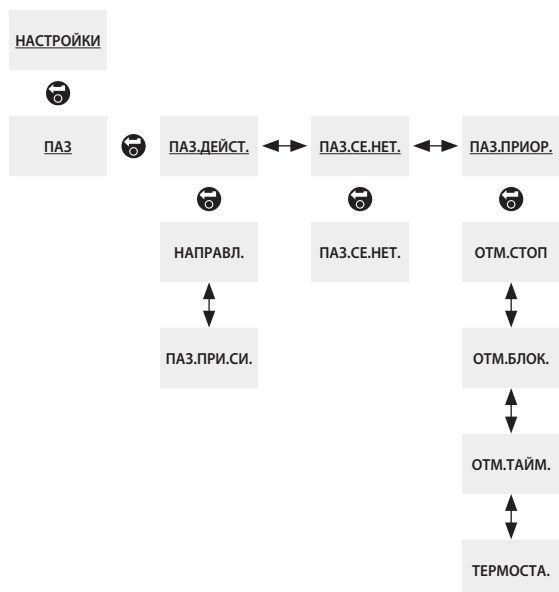 НАСТРОЙКИ
ПАЗ
ПАЗ.ДЕЙСТ.
ПАЗ.СЕ.НЕТ.
ПАЗ.ПРИОР.
НАПРАВЛ.
ПАЗ.СЕ.НЕТ.
ОТМ.СТОП
ПАЗ.ПРИ.СИ.
ОТМ.БЛОК.
ОТМ.ТАЙМ.
ТЕРМОСТА.